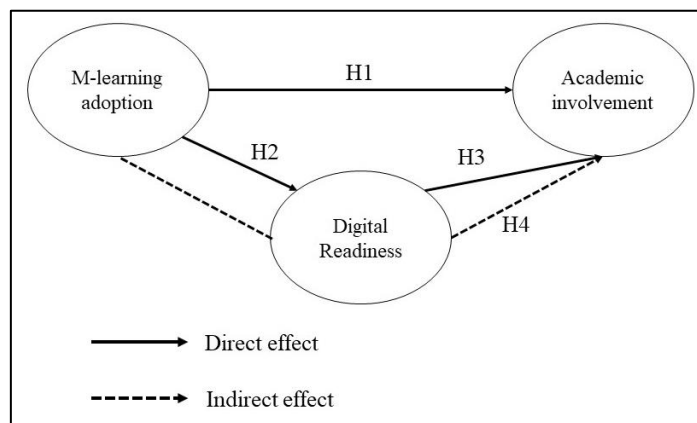 M-learning
adoption
H1
Academic
involvement
H2
H3
Digital
Readiness
H4
Direct effect
Indirect effect